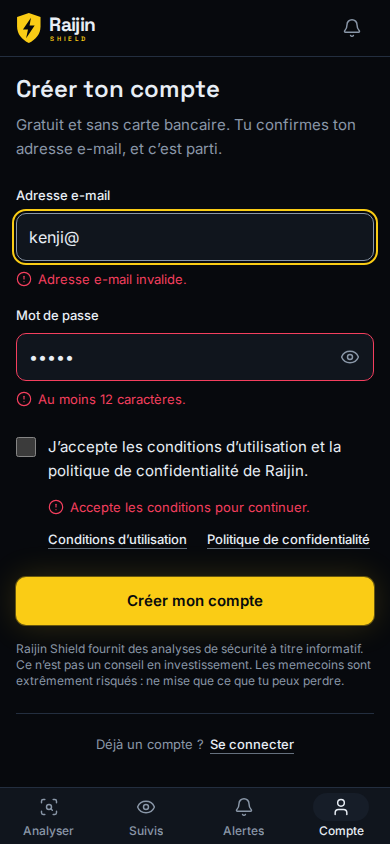 Raijin
SHIELD
Créer ton compte
Gratuit et sans carte bancaire. Tu confirmes ton
adresse e-mail, et c’est parti.
Adresse e-mail
kenji@
Adresse e-mail invalide.
Mot de passe
•••••
Au moins 12 caractères.
J’accepte les conditions d’utilisation et la
politique de confidentialité de Raijin.
Accepte les conditions pour continuer.
Conditions d’utilisation Politique de confidentialité
Créer mon compte
Raijin Shield fournit des analyses de sécurité à titre informatif.
Ce n’est pas un conseil en investissement. Les memecoins sont
extrêmement risqués : ne mise que ce que tu peux perdre.
Déjà un compte ? Se connecter
Analyser Suivis Alertes Compte